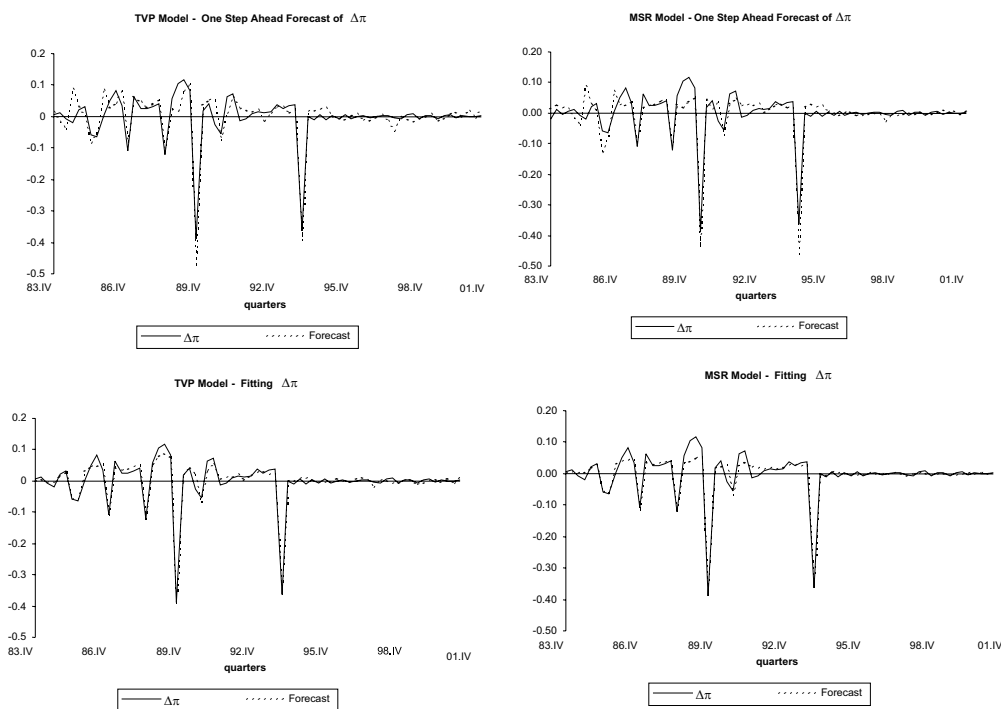 TVP Model - One Step Ahead Forecast of Δπ
0.2
0.1
0
-0.1
-0.2
-0.3
-0.4
-0.5
83.IV 86.IV 89.IV 92.IV 95.IV 98.IV 01.IV
quarters
Δπ Forecast
MSR Model - One Step Ahead Forecast of Δπ
0.20
0.10
0.00
-0.10
-0.20
-0.30
-0.40
-0.50
83.IV 86.IV 89.IV 92.IV 95.IV 98.IV 01.IV
quarters
Δπ Forecast
TVP Model - Fitting Δπ
0.2
0.1
0
-0.1
-0.2
-0.3
-0.4
-0.5
83.IV 86.IV 89.IV 92.IV 95.IV 98.IV 01.IV
quarters
Δπ Forecast
MSR Model - Fitting Δπ
0.20
0.10
0.00
-0.10
-0.20
-0.30
-0.40
-0.50
83.IV 86.IV 89.IV 92.IV 95.IV 98.IV 01.IV
quarters
Δπ Forecast